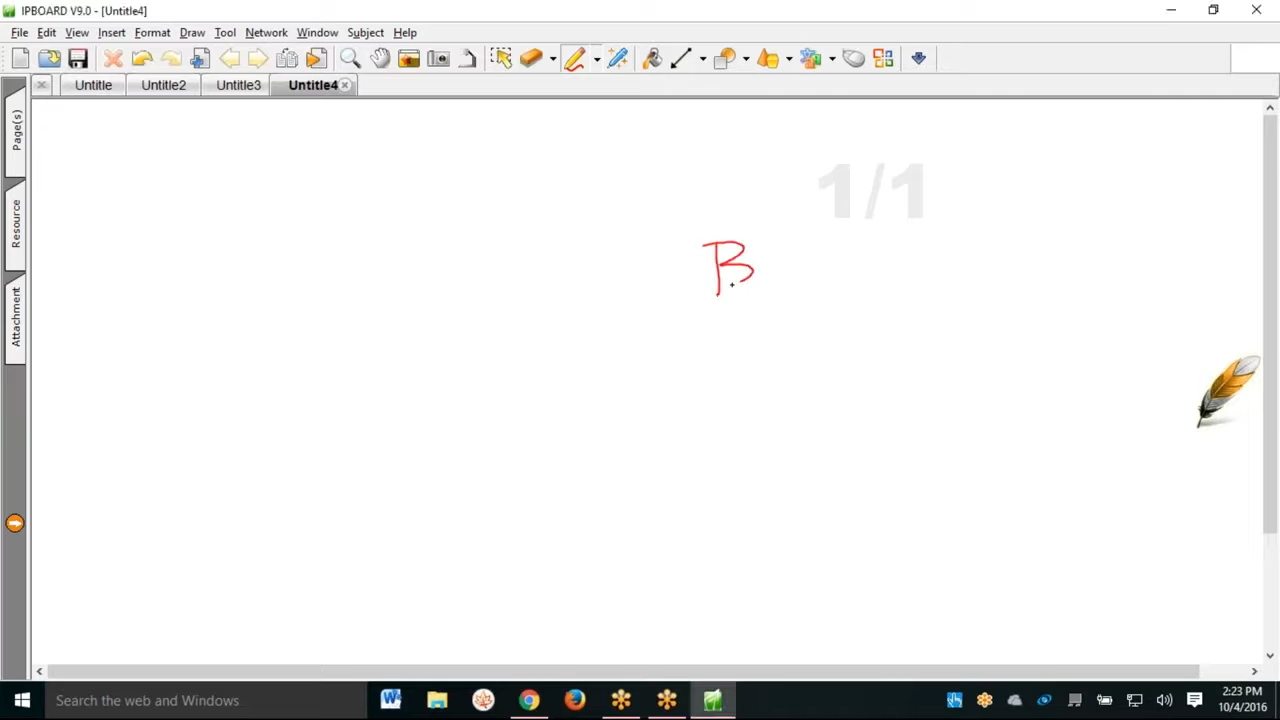 IPBOARD V9.0 - [Untitle4]
File Edit View Insert Format Draw Tool Network Window Subject Help
Untitle Untitle2 Untitle3 Untitle4
Page(s)
1/1
Resource
B
Attachment
Search the web and Windows
2:23 PM
10/4/2016